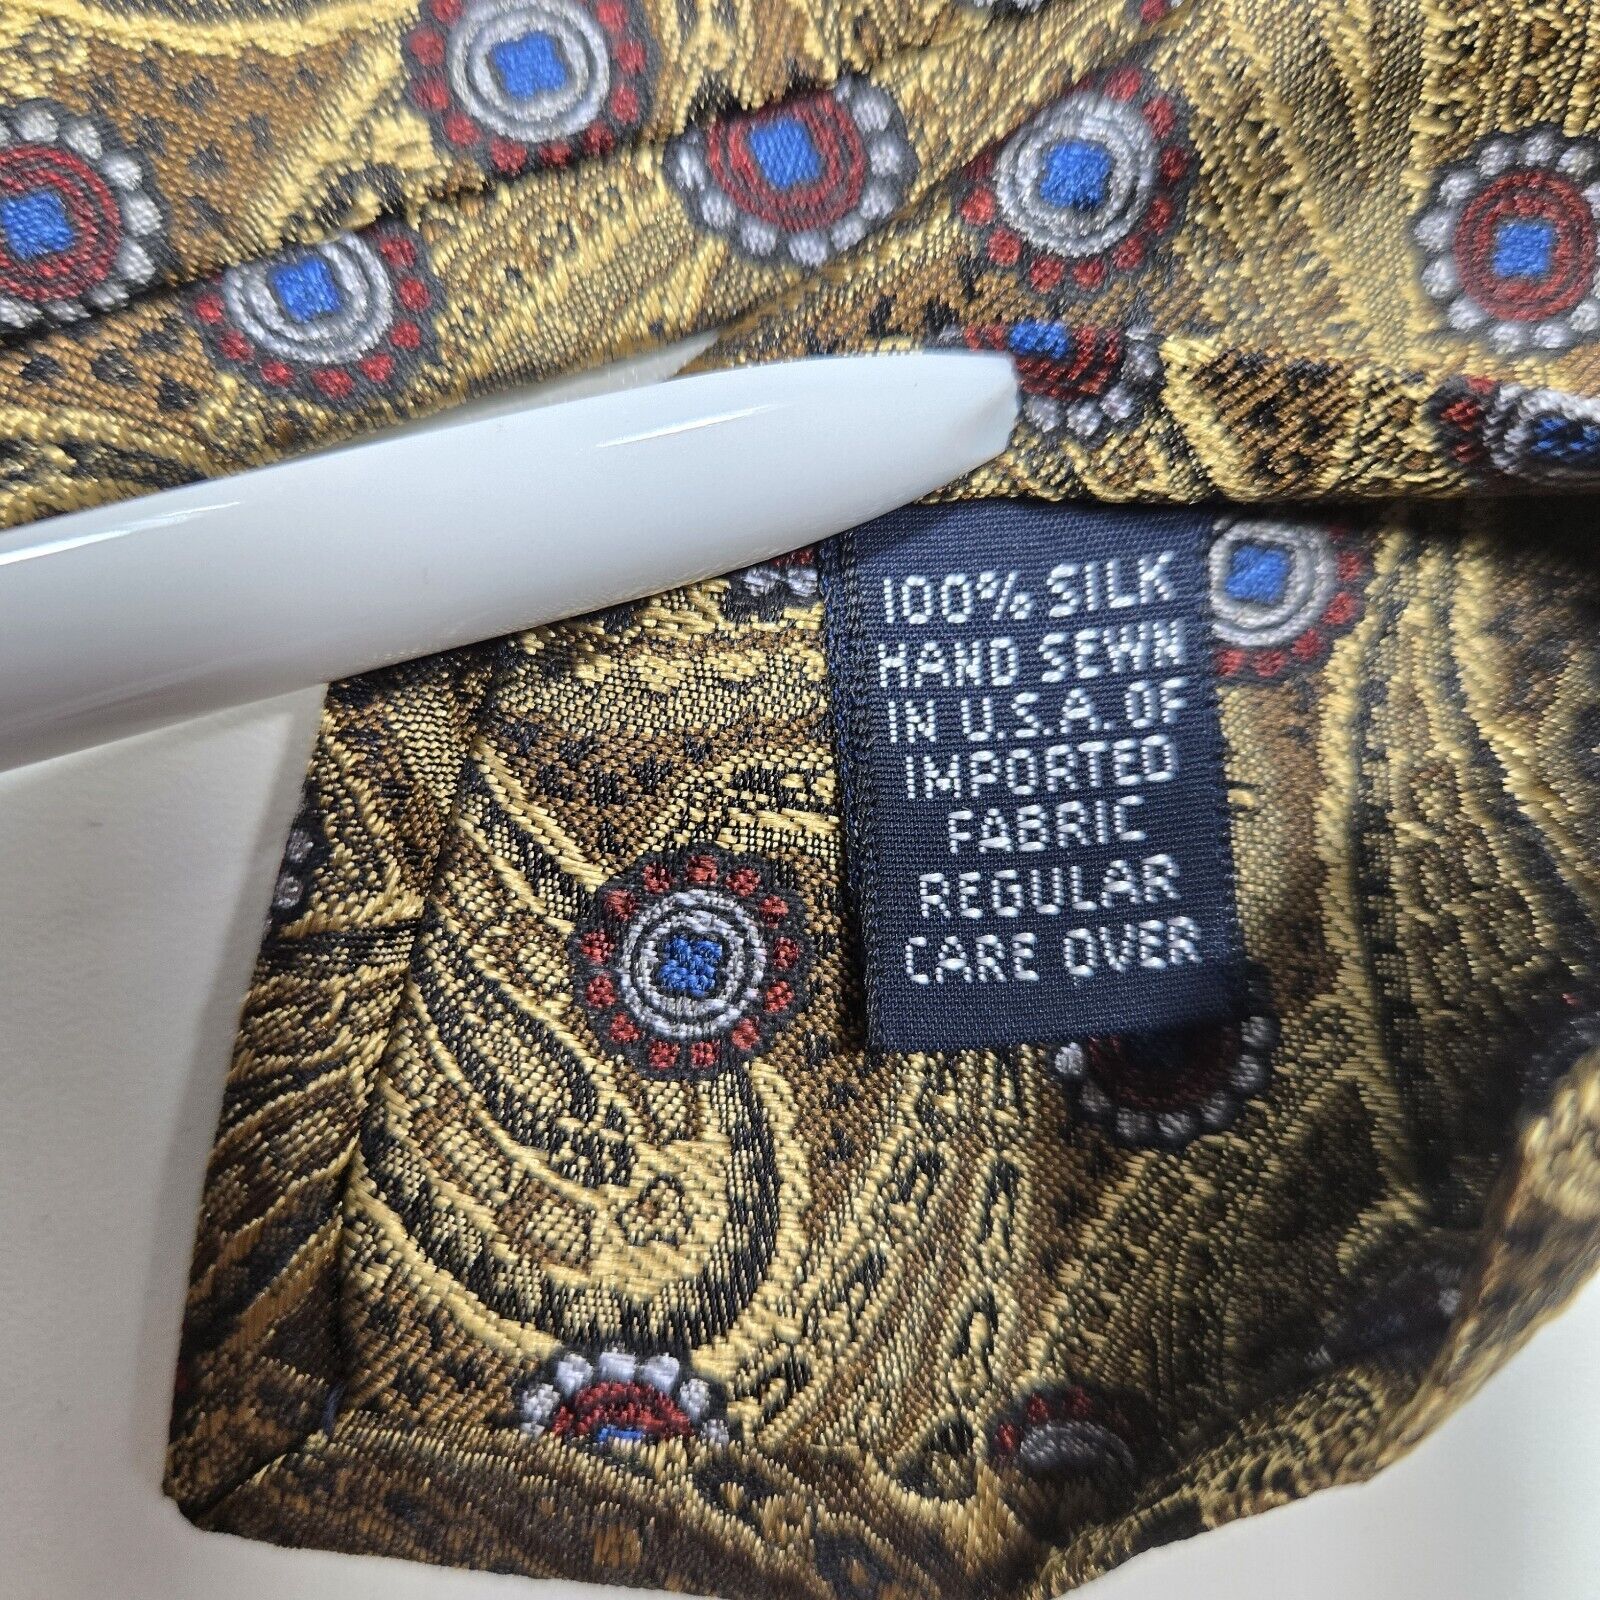 100% SILK
HAND SEWN
IN U.S.A. OF
IMPORTED
FABRIC
REGULAR
CARE OVER